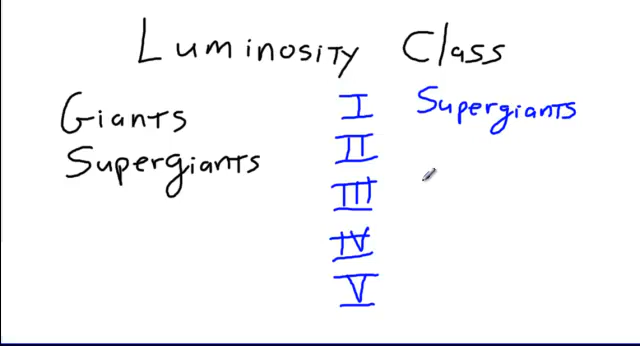 Luminosity Class
Giants
Supergiants
I Supergiants
II
III
IV
V